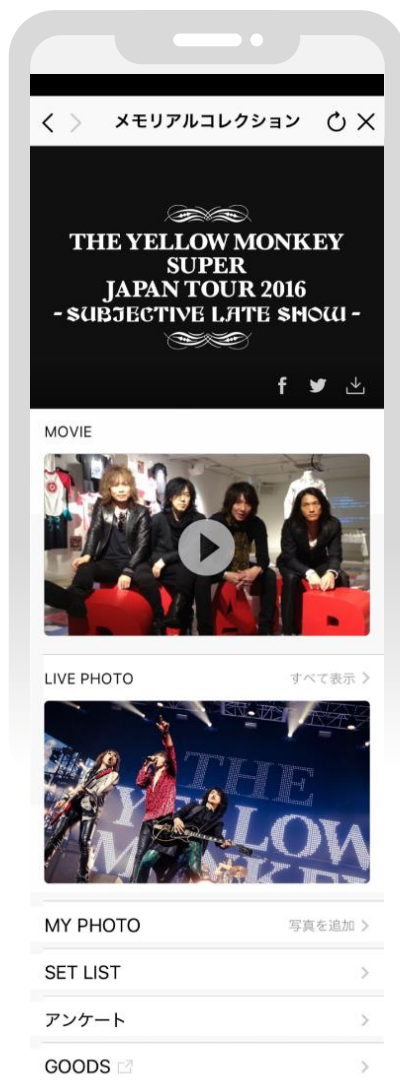 メモリアルコレクション
THE YELLOW MONKEY
SUPER
JAPAN TOUR 2016
- SUBJECTIVE LATE SHOW -
MOVIE
LIVE PHOTO すべて表示
THE
YELLOW
MONKEY
MY PHOTO 写真を追加
SET LIST
アンケート
GOODS